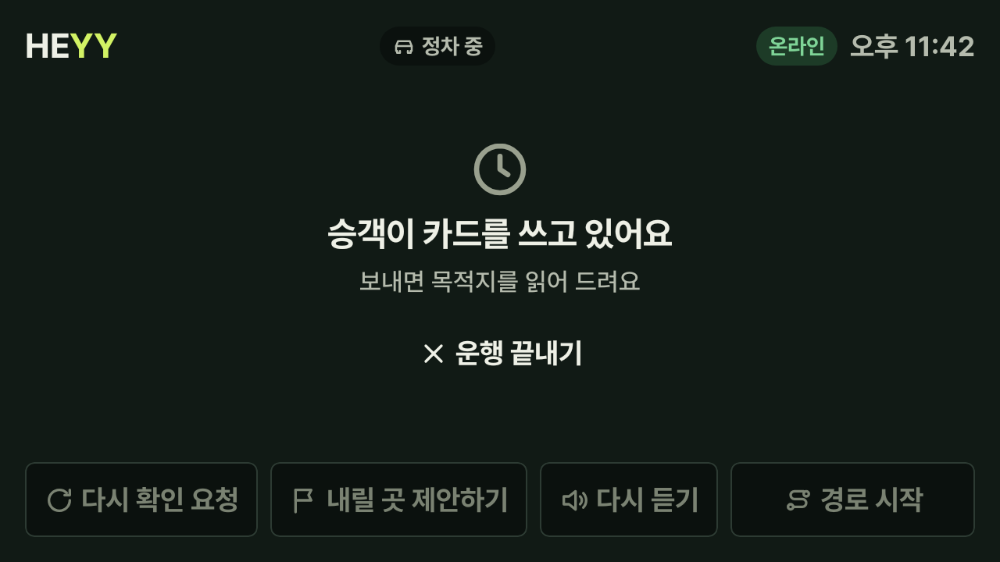 HEYY
정차 중
온라인
오후 11:42
승객이 카드를 쓰고 있어요
보내면 목적지를 읽어 드려요
운행 끝내기
다시 확인 요청
내릴 곳 제안하기
다시 듣기
경로 시작